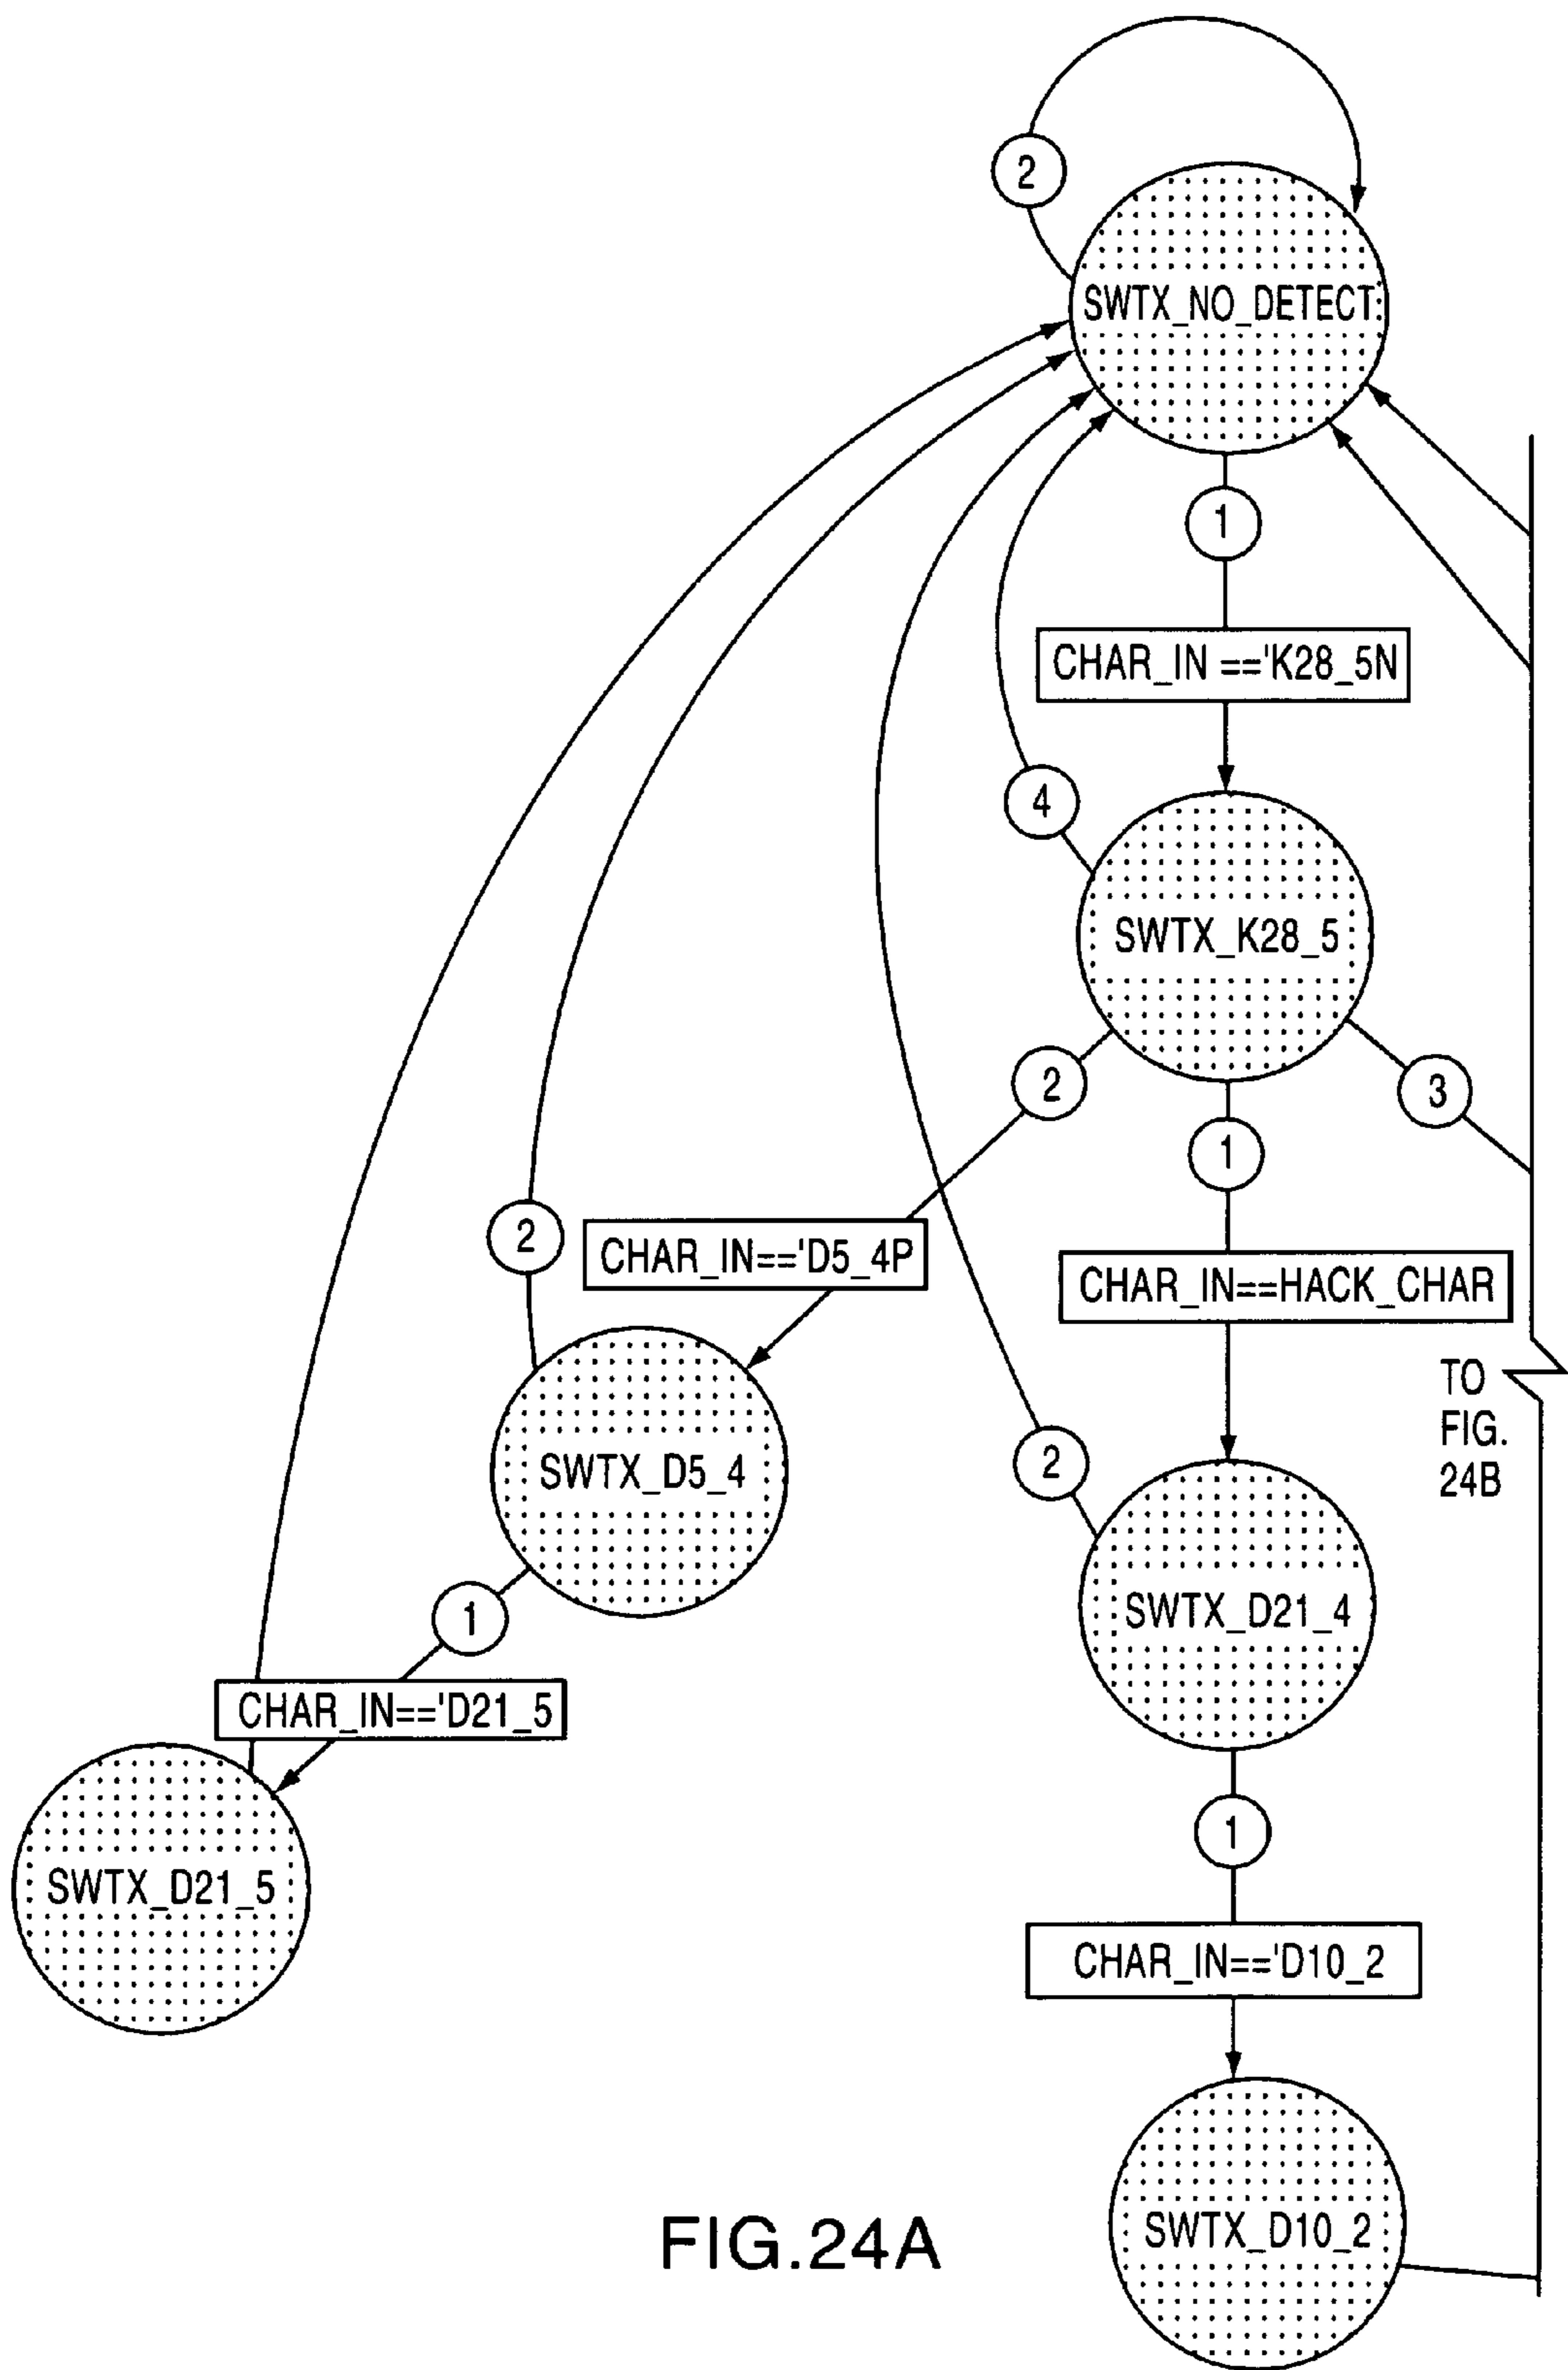 2
SWTX_NO_DETECT
1
CHAR_IN =='K28_5N
4
SWTX_K28_5
2
1
3
2
CHAR_IN=='D5_4P
CHAR_IN==HACK_CHAR
TO
FIG.
24B
2
SWTX_D5_4
SWTX_D21_4
1
CHAR_IN=='D21_5
1
SWTX_D21_5
CHAR_IN=='D10_2
SWTX_D10_2
FIG.24A